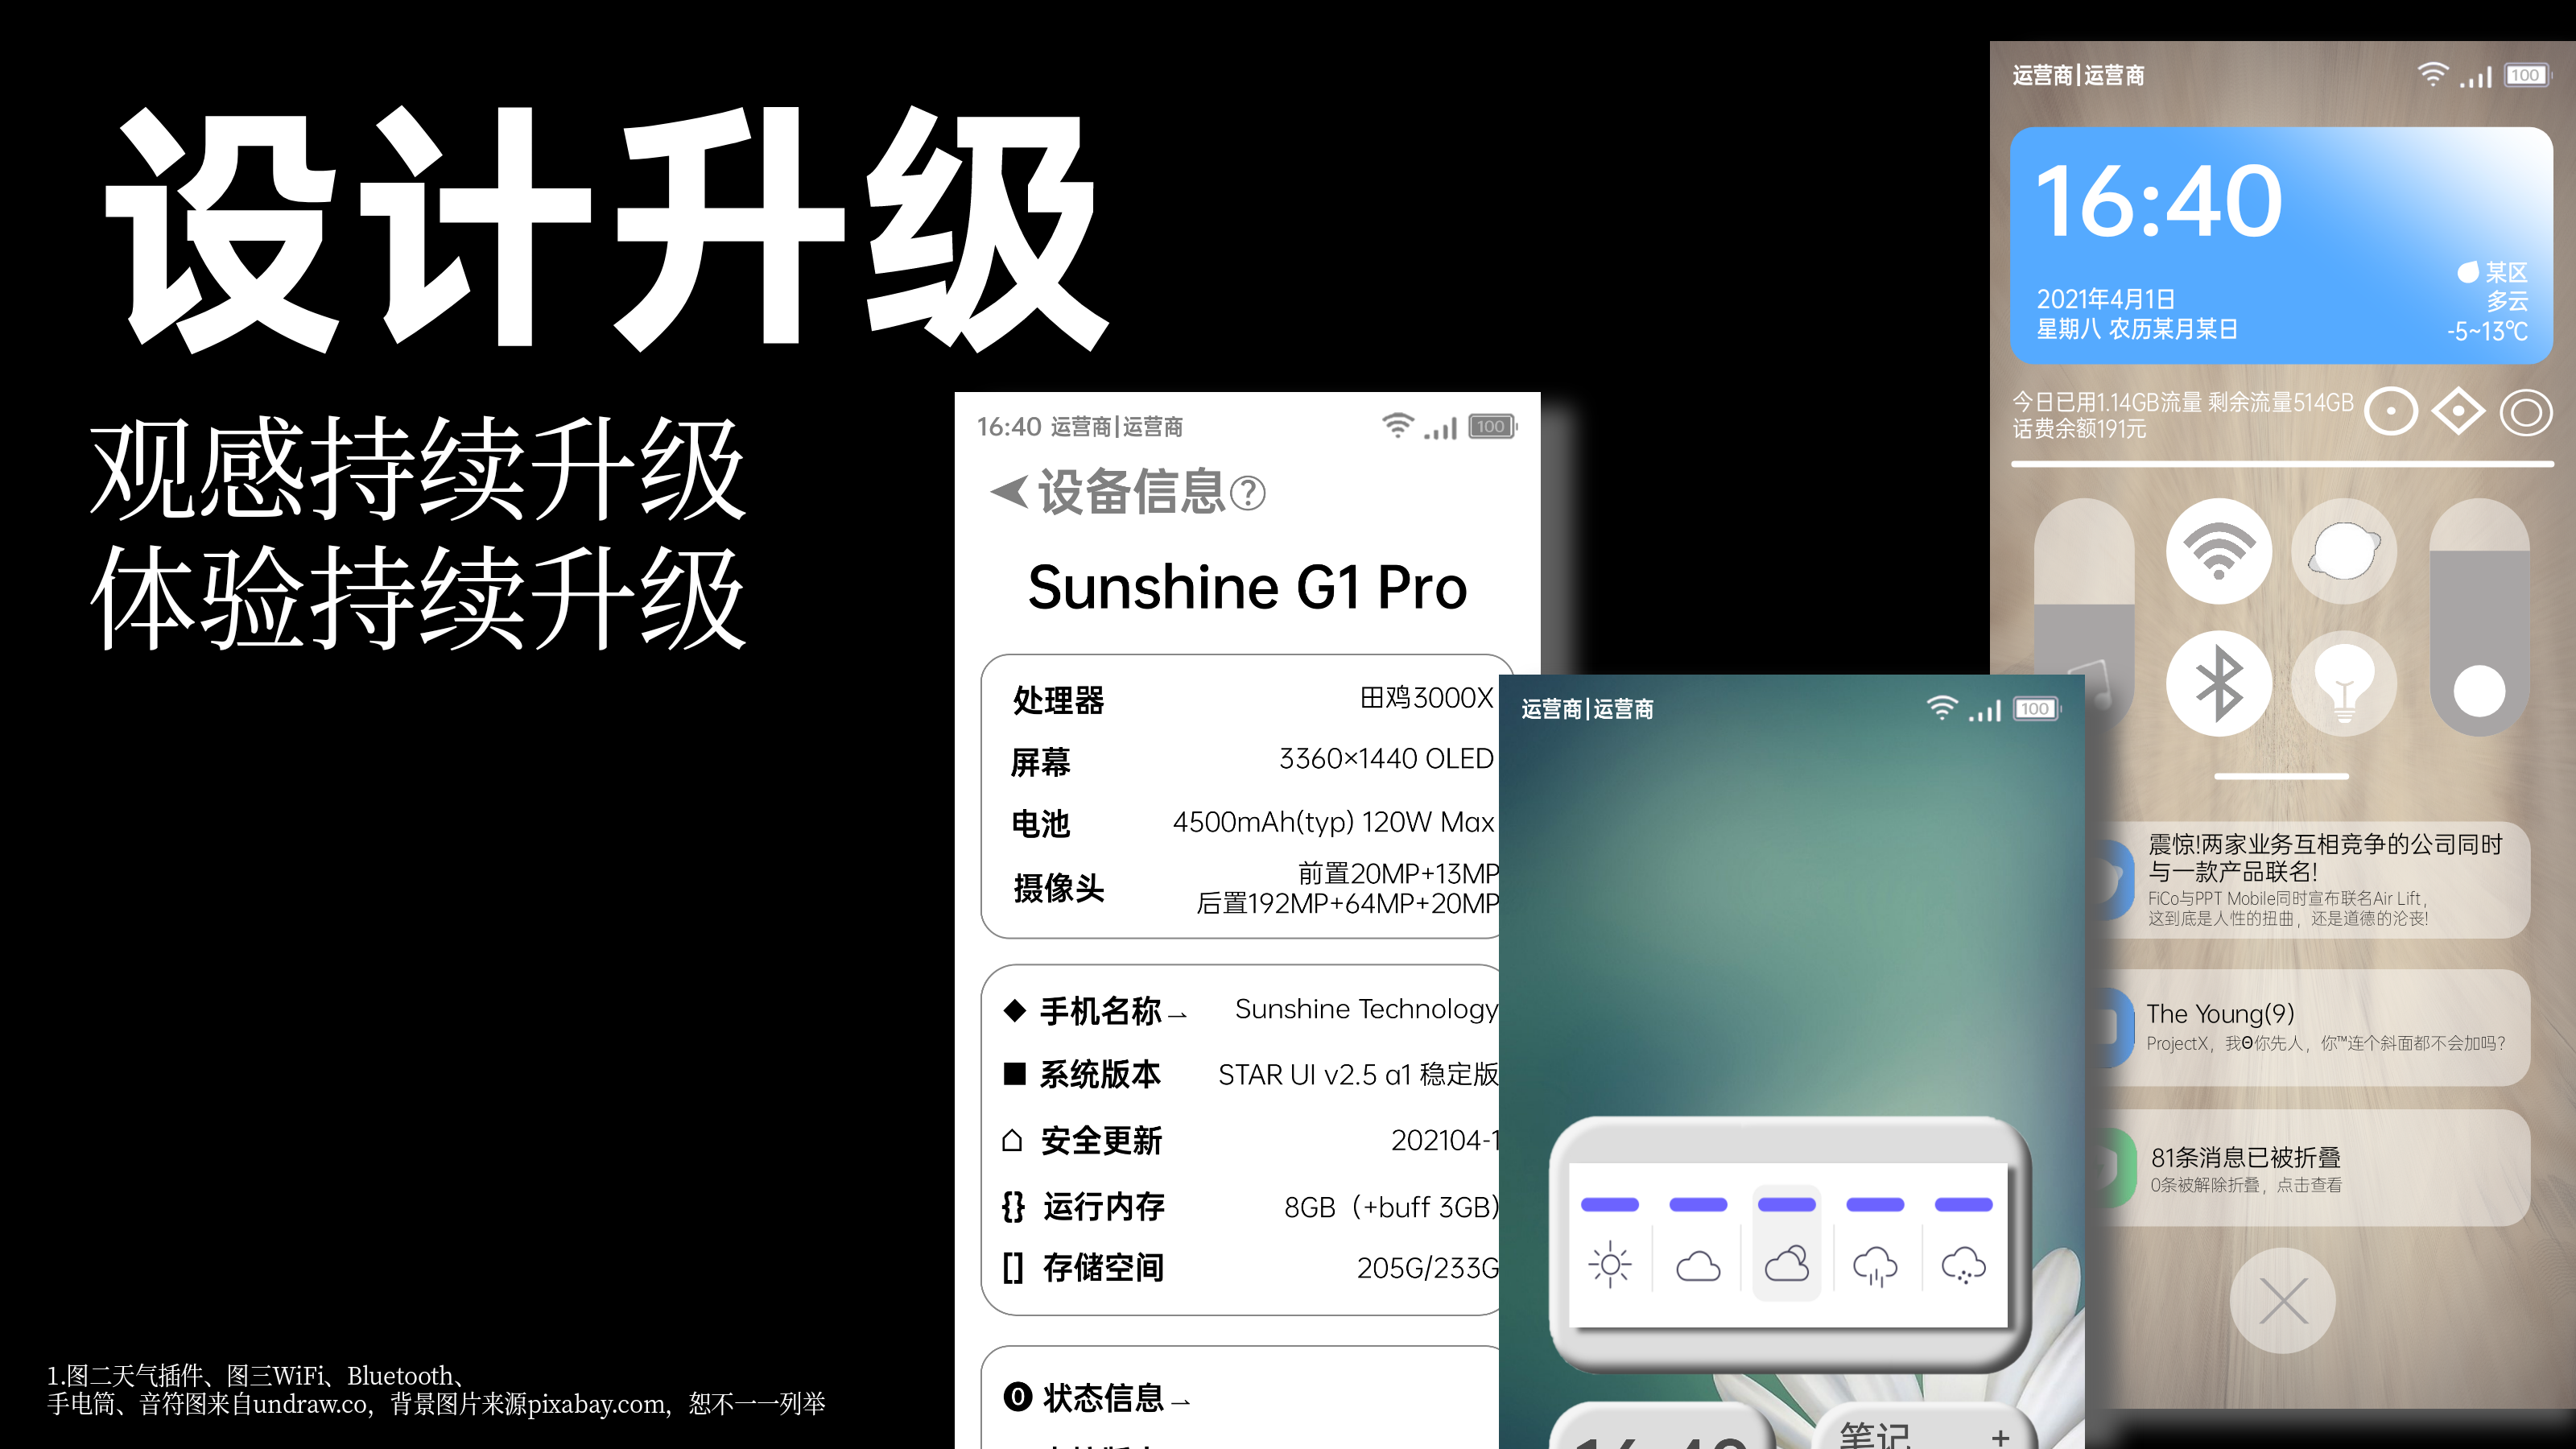 设计升级
观感持续升级
体验持续升级
1.图二天气插件、图三WiFi、Bluetooth、
手电筒、音符图来自undraw.co，背景图片来源pixabay.com，恕不一一列举
16:40 运营商|运营商
100
设备信息?
Sunshine G1 Pro
处理器 田鸡3000X
屏幕 3360×1440 OLED
电池 4500mAh(typ) 120W Max
摄像头 前置20MP+13MP
后置192MP+64MP+20MP
◆ 手机名称→ Sunshine Technology
■ 系统版本 STAR UI v2.5 α1 稳定版
安全更新 202104-1
{} 运行内存 8GB（+buff 3GB)
[] 存储空间 205G/233G
0 状态信息→
运营商|运营商
100
笔记 +
运营商|运营商
100
16:40
2021年4月1日
星期八 农历某月某日
某区
多云
-5~13℃
今日已用1.14GB流量 剩余流量514GB
话费余额191元
震惊!两家业务互相竞争的公司同时
与一款产品联名!
FiCo与PPT Mobile同时宣布联名Air Lift，
这到底是人性的扭曲，还是道德的沦丧!
The Young(9)
ProjectX，我Θ你先人，你™连个斜面都不会加吗?
81条消息已被折叠
0条被解除折叠，点击查看